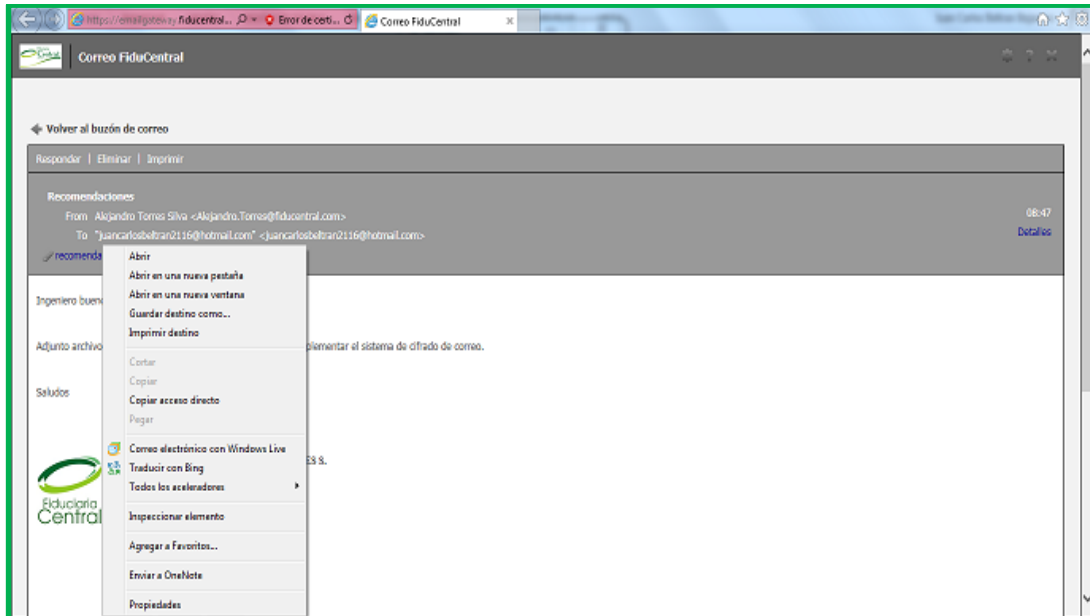 https://emailgateway.fiducentral... Error de certi... Correo FiduCentral
Correo FiduCentral
Volver al buzón de correo
Responder | Eliminar | Imprimir
Recomendaciones
From Alejandro Torres Silva <Alejandro.Torres@fiducentral.com>
08:47
To "juancarlosbeltran2116@hotmail.com" <juancarlosbeltran2116@hotmail.com>
Detalles
recomenda
Abrir
Abrir en una nueva pestaña
Abrir en una nueva ventana
Guardar destino como...
Imprimir destino
Cortar
Copiar
Copiar acceso directo
Pegar
Correo electrónico con Windows Live
Traducir con Bing
Todos los aceleradores
Inspeccionar elemento
Agregar a Favoritos...
Enviar a OneNote
Propiedades
Ingeniero buen
Adjunto archivo
plementar el sistema de cifrado de correo.
Saludos
ES S.
Fiduciaria
Central